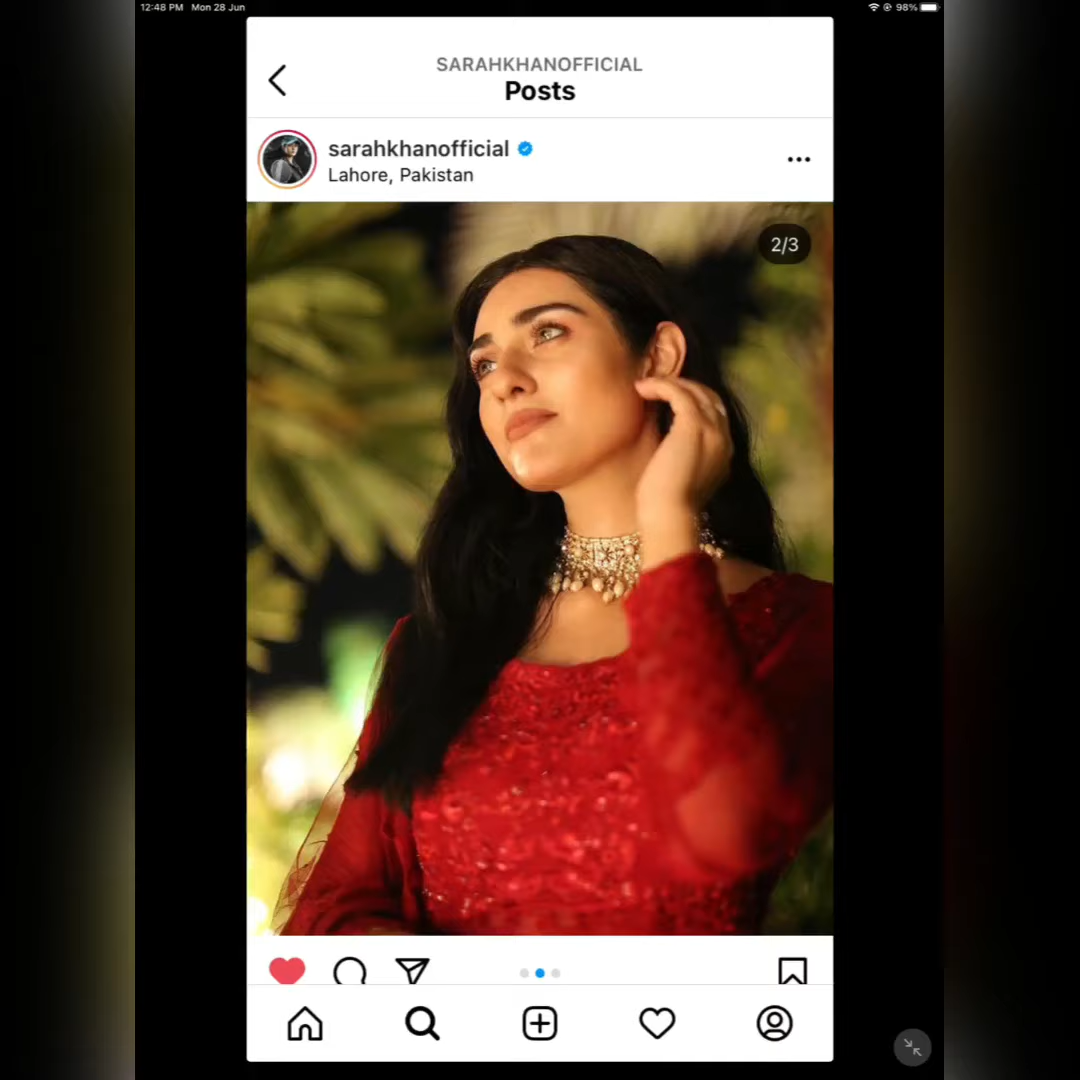 12:48 PM Mon 28 Jun
98%
SARAHKHANOFFICIAL
Posts
sarahkhanofficial
Lahore, Pakistan
2/3